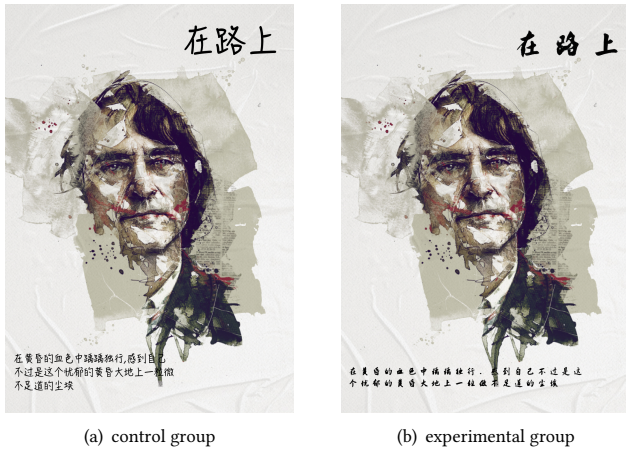 在路上
在黄昏的血色中踽踽独行,感到自己
不过是这个忧郁的黄昏大地上一粒微
不足道的尘埃
(a) control group
在路上
在黄昏的血色中踽踽独行,感到自己不过是这
个忧郁的黄昏大地上一粒微不足道的尘埃
(b) experimental group